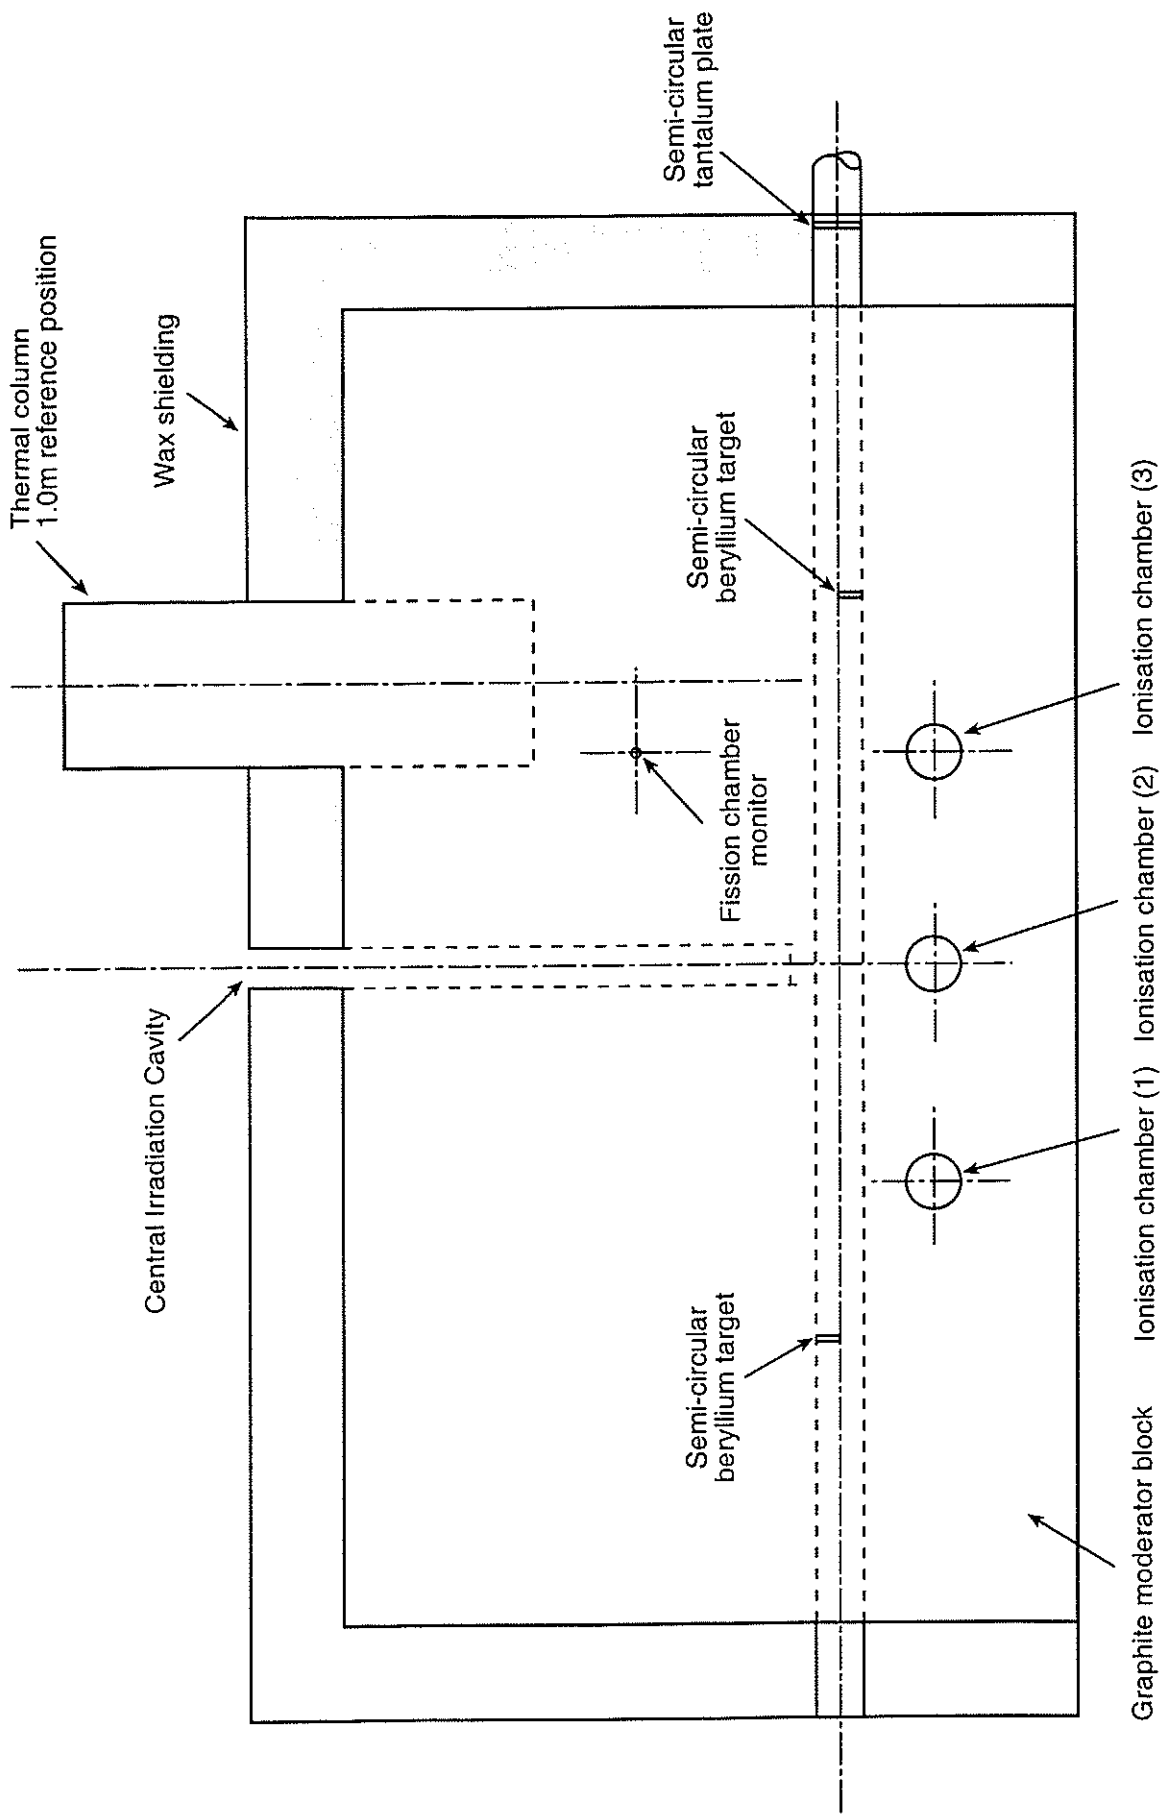 Thermal column
1.0m reference position
Wax shielding
Central Irradiation Cavity
Semi-circular
tantalum plate
Semi-circular
beryllium target
Fission chamber
monitor
Semi-circular
beryllium target
Graphite moderator block
Ionisation chamber (1)
Ionisation chamber (2)
Ionisation chamber (3)